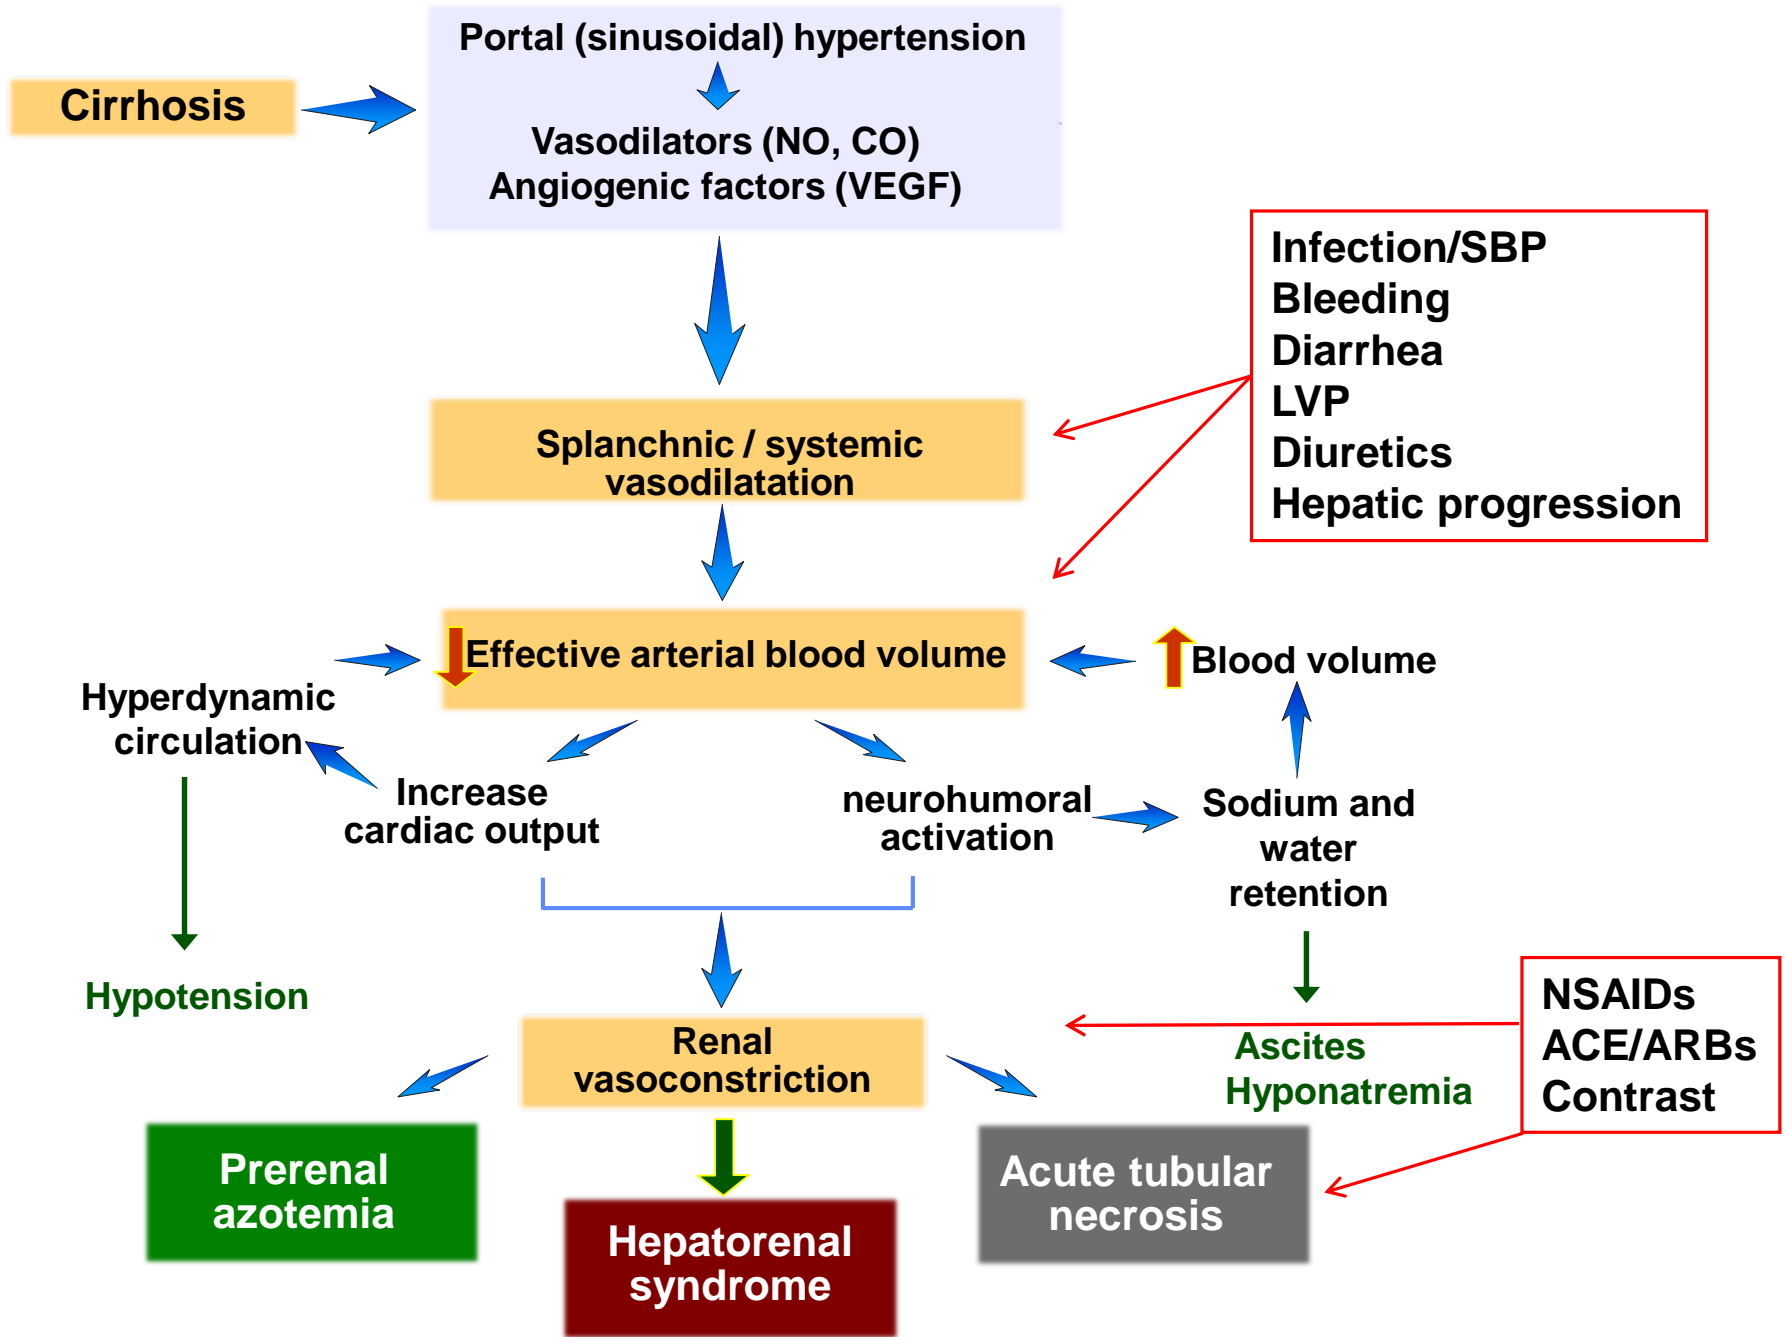 Portal (sinusoidal) hypertension
Cirrhosis
Vasodilators (NO, CO)
Angiogenic factors (VEGF)
Infection/SBP
Bleeding
Diarrhea
LVP
Diuretics
Hepatic progression
Splanchnic / systemic
vasodilatation
Effective arterial blood volume
Blood volume
Hyperdynamic
circulation
Increase
cardiac output
neurohumoral
activation
Sodium and
water
retention
Hypotension
Renal
vasoconstriction
Ascites
Hyponatremia
NSAIDs
ACE/ARBs
Contrast
Prerenal
azotemia
Hepatorenal
syndrome
Acute tubular
necrosis